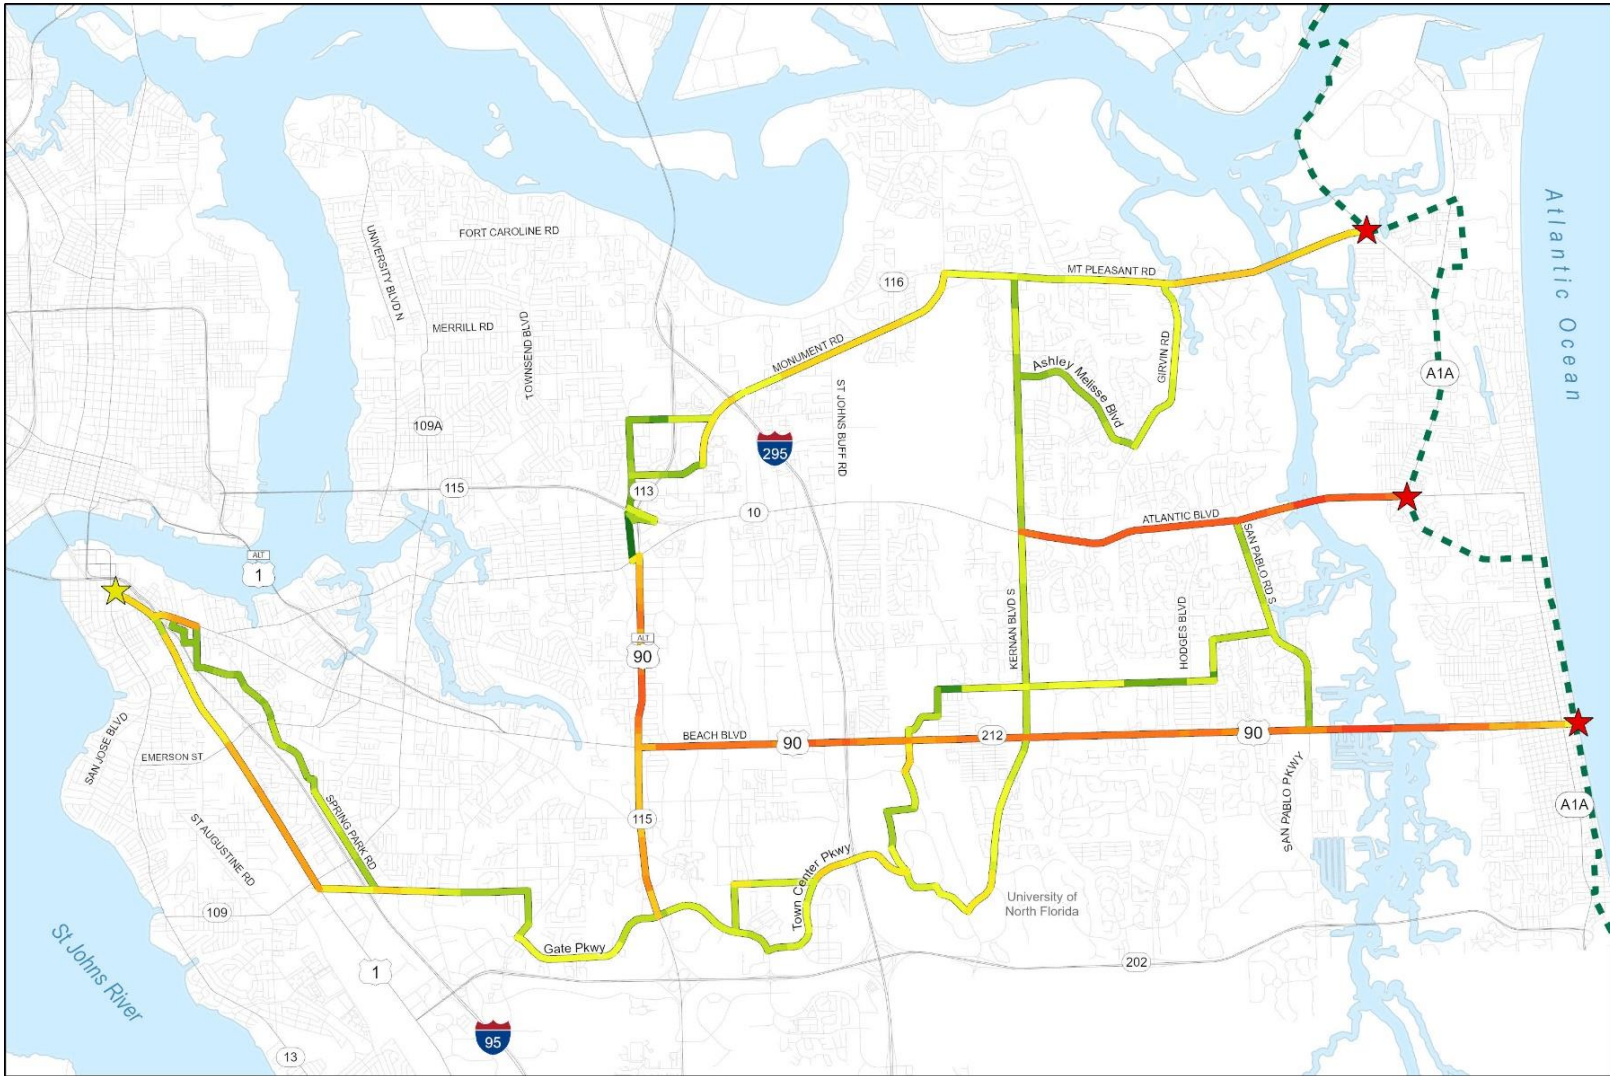 Atlantic Ocean
FORT CAROLINE RD
UNIVERSITY BLVD N
MT PLEASANT RD
116
MERRILL RD
TOWNSEND BLVD
MONUMENT RD
GIRVIN RD
Ashley Melisse Blvd
A1A
ST JOHNS BUFF RD
109A
295
115
113
10
ATLANTIC BLVD
SAN PABLO RD S
ALT
1
ALT
90
KERNAN BLVD S
HODGES BLVD
BEACH BLVD
90
212
90
SAN JOSE BLVD
EMERSON ST
SAN PABLO PKWY
A1A
SPRING PARK RD
115
ST AUGUSTINE RD
Town Center Pkwy
University of
North Florida
109
Gate Pkwy
202
St Johns River
1
95
13